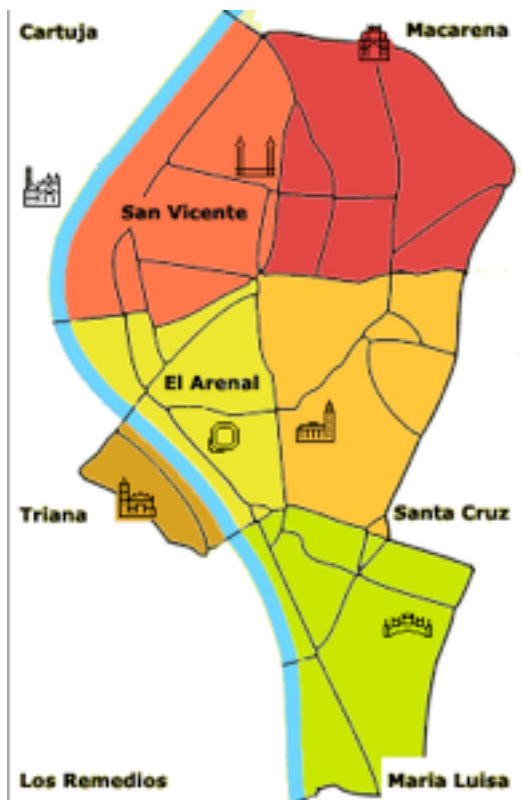 Cartuja
Macarena
San Vicente
El Arenal
Triana
Santa Cruz
Los Remedios
Maria Luisa